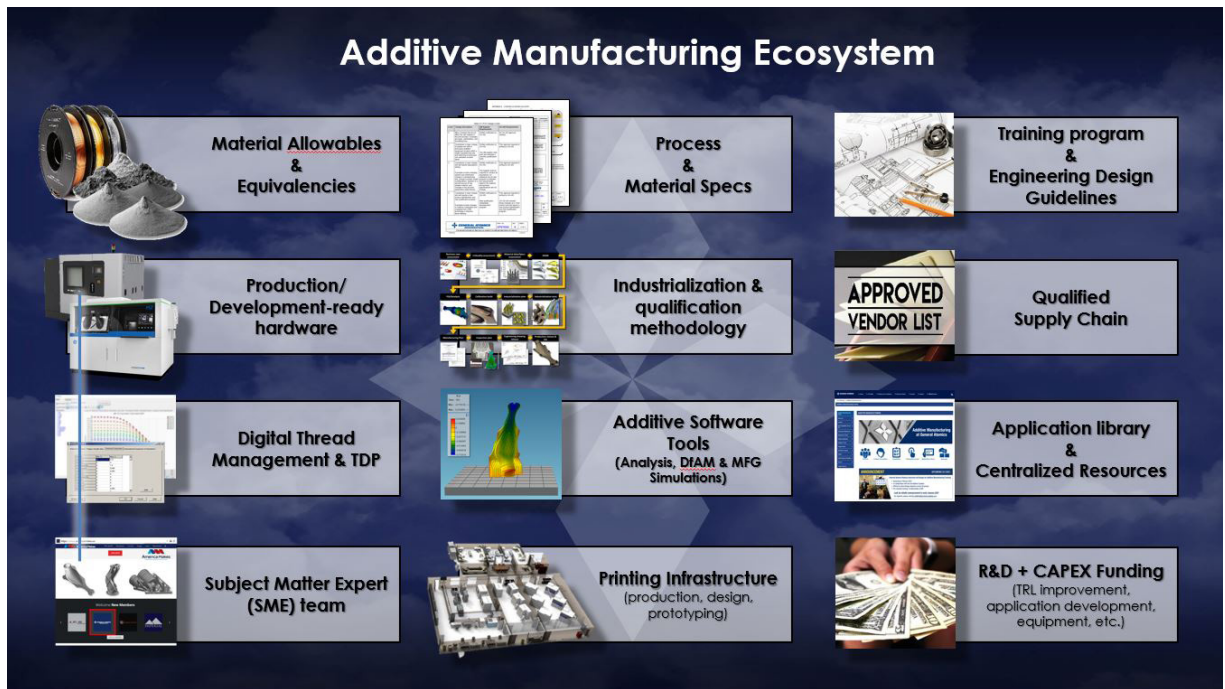 Additive Manufacturing Ecosystem
Material Allowables
&
Equivalencies
Process
&
Material Specs
Training program
&
Engineering Design
Guidelines
Production/
Development-ready
hardware
Industrialization &
qualification
methodology
APPROVED
VENDOR LIST
Qualified
Supply Chain
Digital Thread
Management & TDP
Additive Software
Tools
(Analysis, DfAM & MFG
Simulations)
Additive Manufacturing
at General Atomics
ANNOUNCEMENT
Application library
&
Centralized Resources
Subject Matter Expert
(SME) team
Printing Infrastructure
(production, design,
prototyping)
R&D + CAPEX Funding
(TRL improvement,
application development,
equipment, etc.)